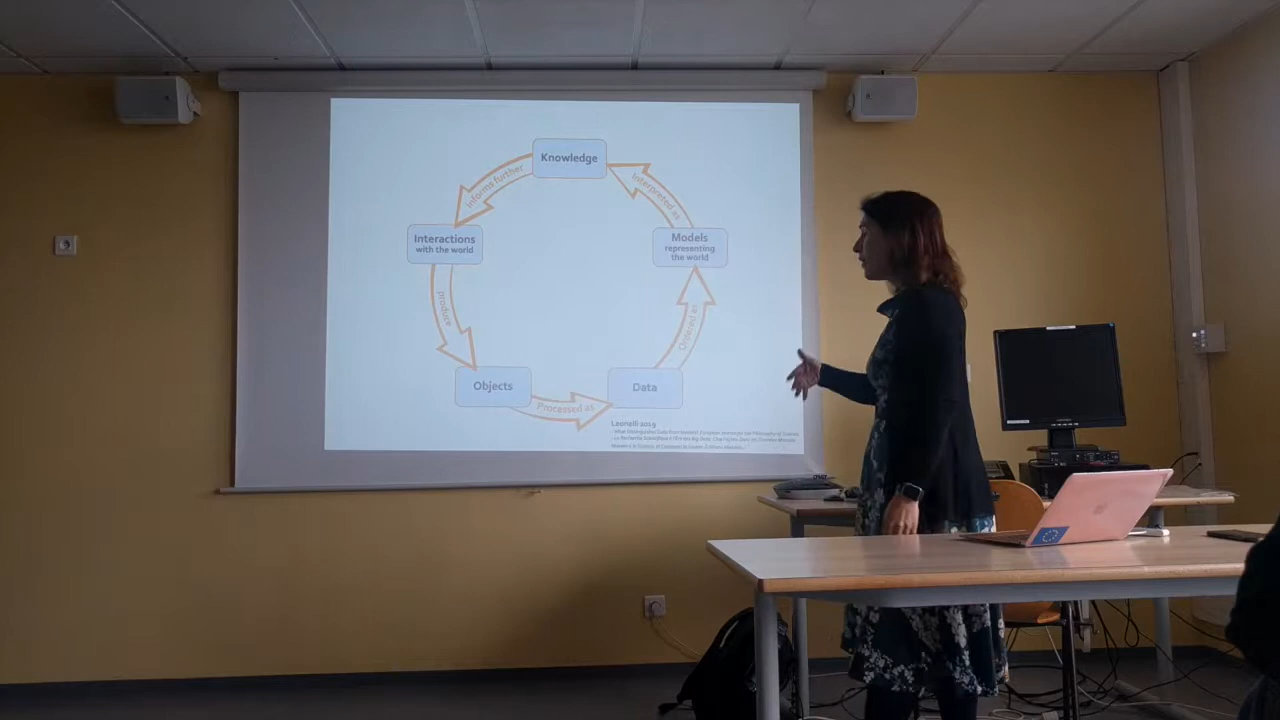 Knowledge
Informs further
Interpreted as
Interactions
with the world
Models
representing
the world
produce
Ordered as
Objects
Data
Processed as
Leonelli 2019